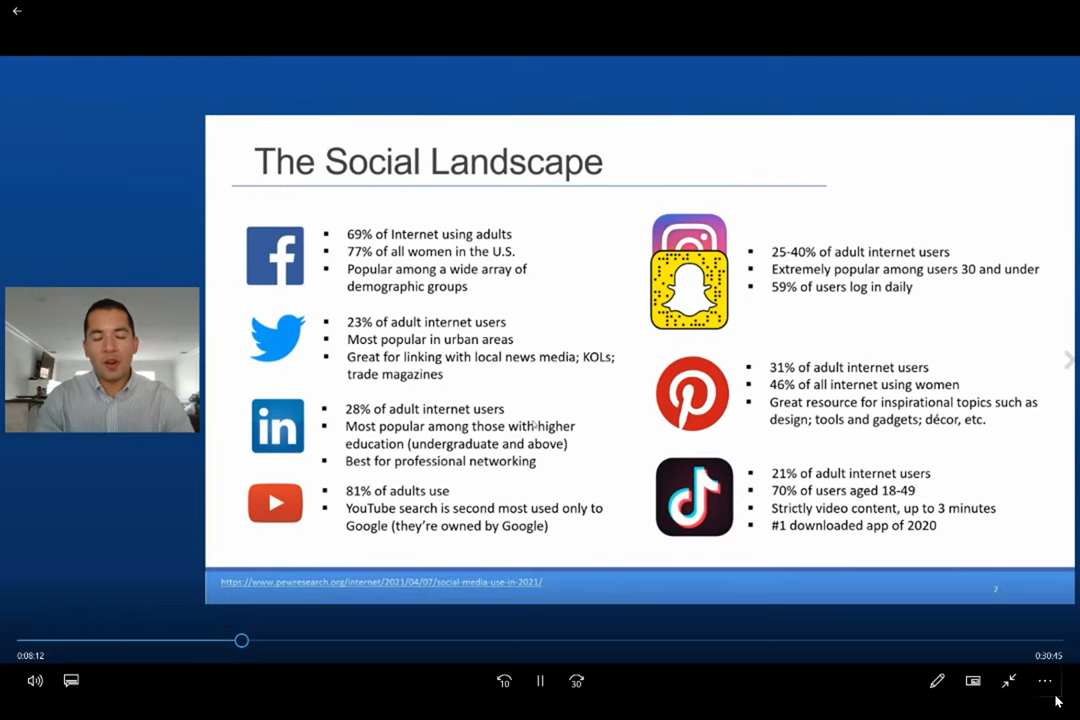 The Social Landscape
69% of Internet using adults
77% of all women in the U.S.
Popular among a wide array of
demographic groups
23% of adult internet users
Most popular in urban areas
Great for linking with local news media; KOLs;
trade magazines
in
28% of adult internet users
Most popular among those with higher
education (undergraduate and above)
Best for professional networking
81% of adults use
YouTube search is second most used only to
Google (they’re owned by Google)
25-40% of adult internet users
Extremely popular among users 30 and under
59% of users log in daily
31% of adult internet users
46% of all internet using women
Great resource for inspirational topics such as
design; tools and gadgets; décor, etc.
21% of adult internet users
70% of users aged 18-49
Strictly video content, up to 3 minutes
#1 downloaded app of 2020
https://www.pewresearch.org/internet/2021/04/07/social-media-use-in-2021/
2
0:08:12
0:30:45
10
30